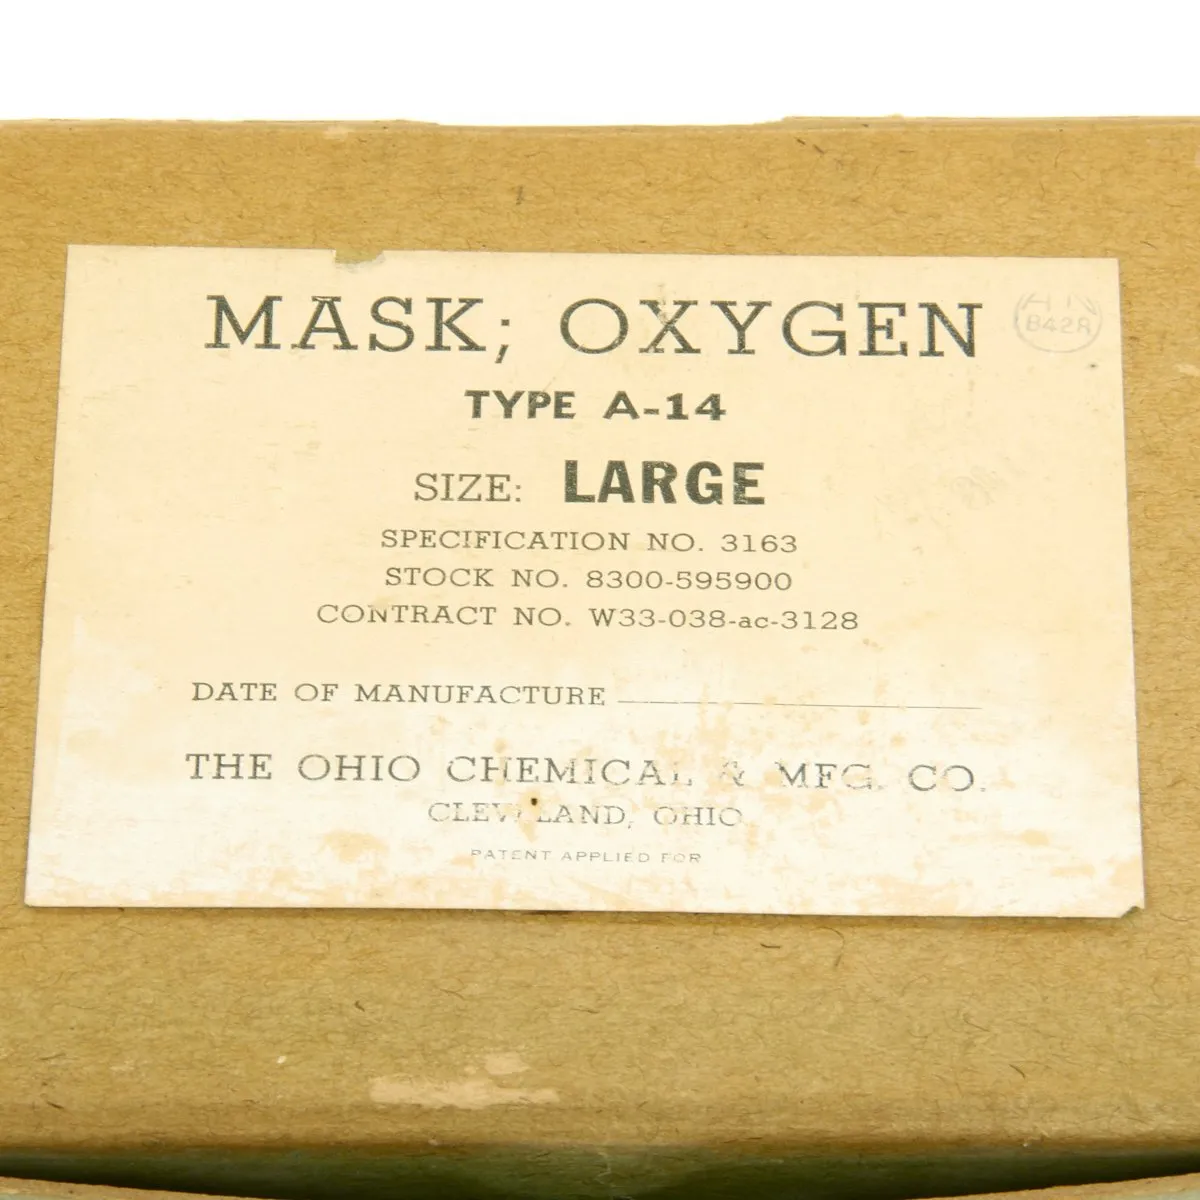 MASK; OXYGEN
TYPE A-14
SIZE: LARGE
SPECIFICATION NO. 3163
STOCK NO. 8300-595900
CONTRACT NO. W33-038-ac-3128
DATE OF MANUFACTURE
THE OHIO CHEMICAL & MFG. CO.
CLEVELAND, OHIO
PATENT APPLIED FOR